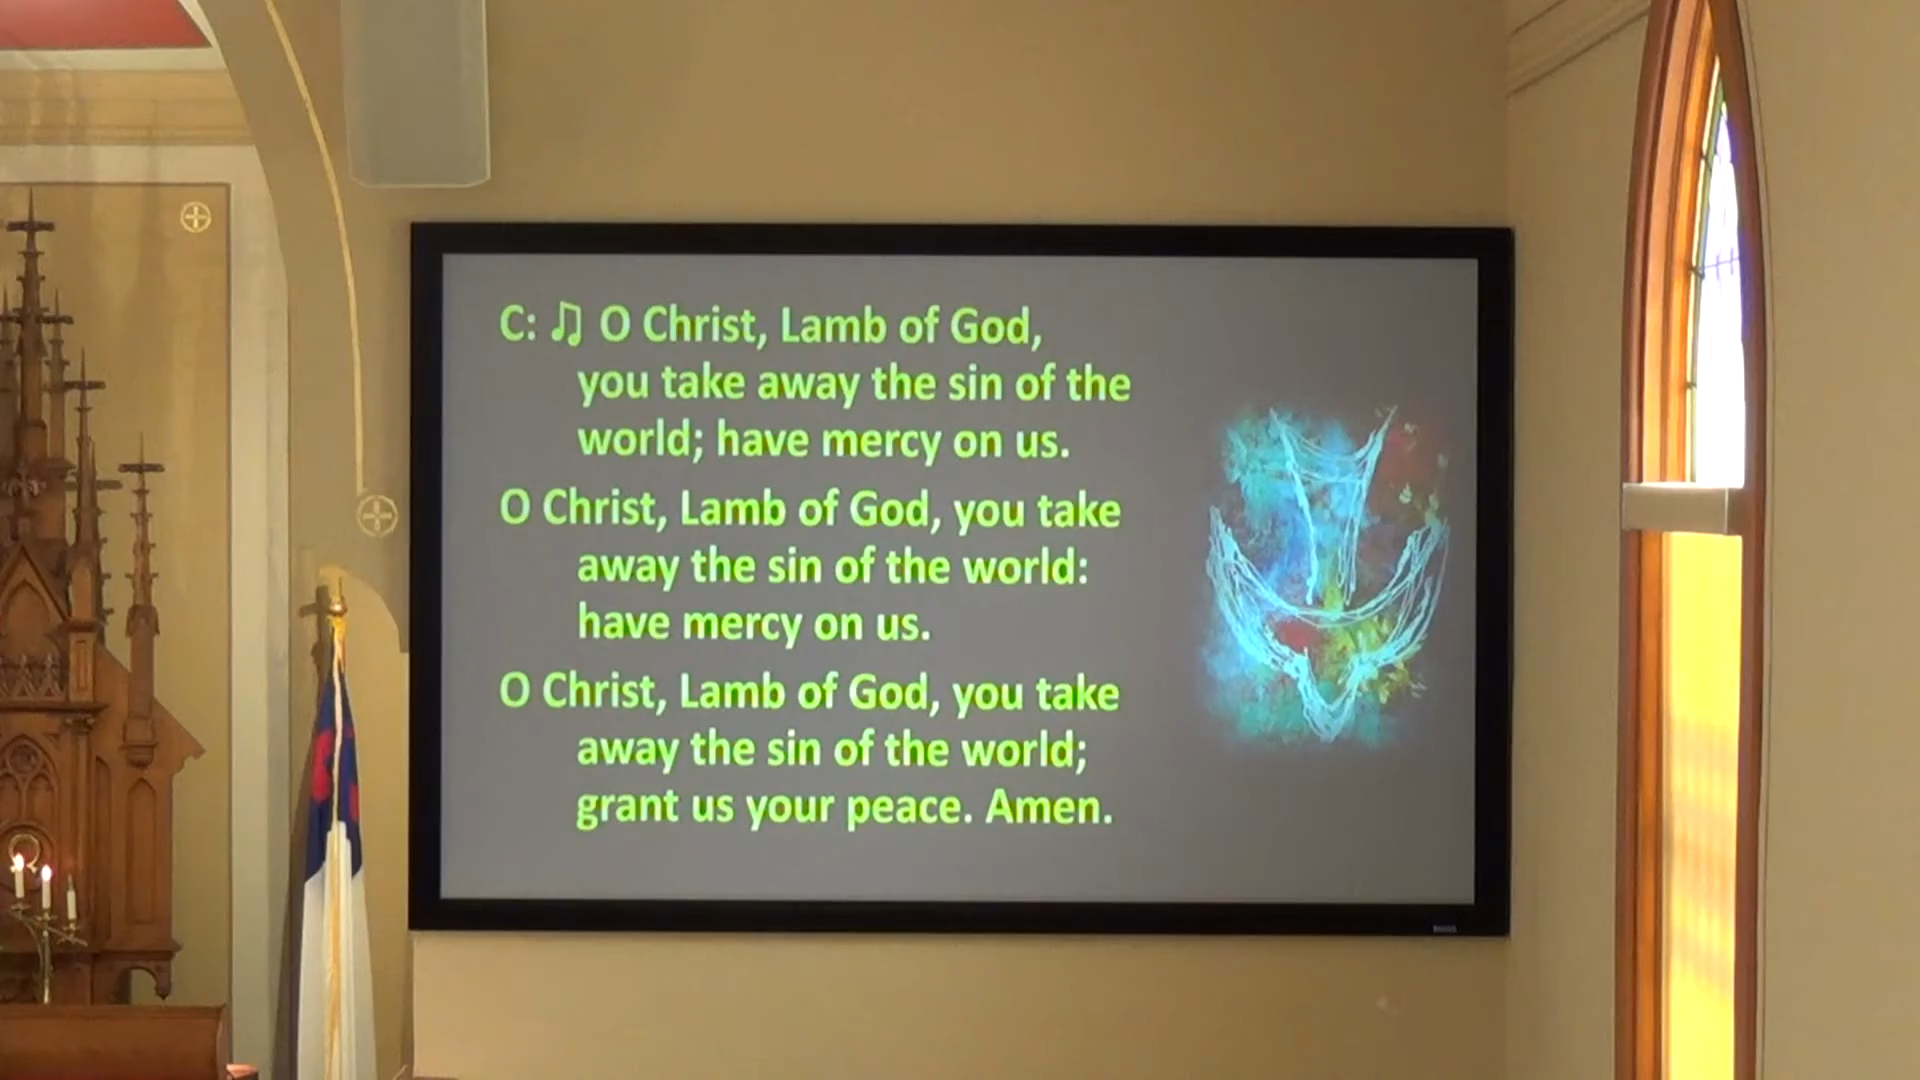 C: ♫ O Christ, Lamb of God,
you take away the sin of the
world; have mercy on us.
O Christ, Lamb of God, you take
away the sin of the world:
have mercy on us.
O Christ, Lamb of God, you take
away the sin of the world;
grant us your peace. Amen.